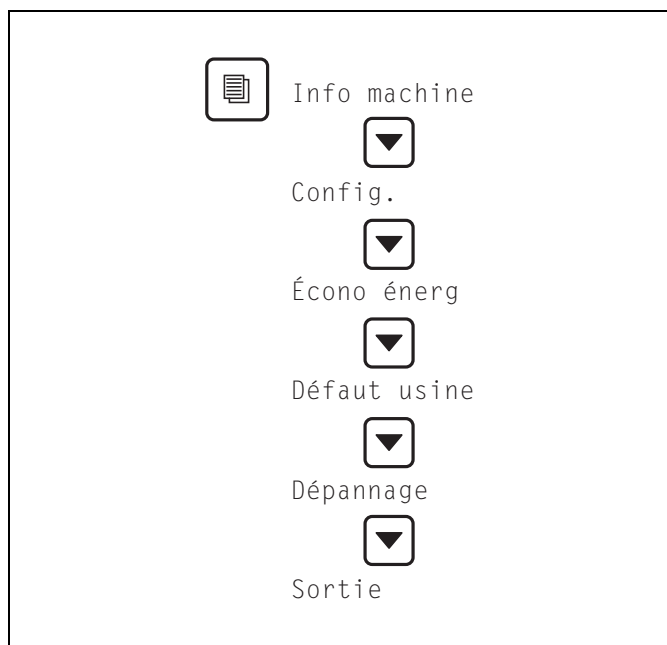 Info machine
Config.
Écono énerg
Défaut usine
Dépannage
Sortie